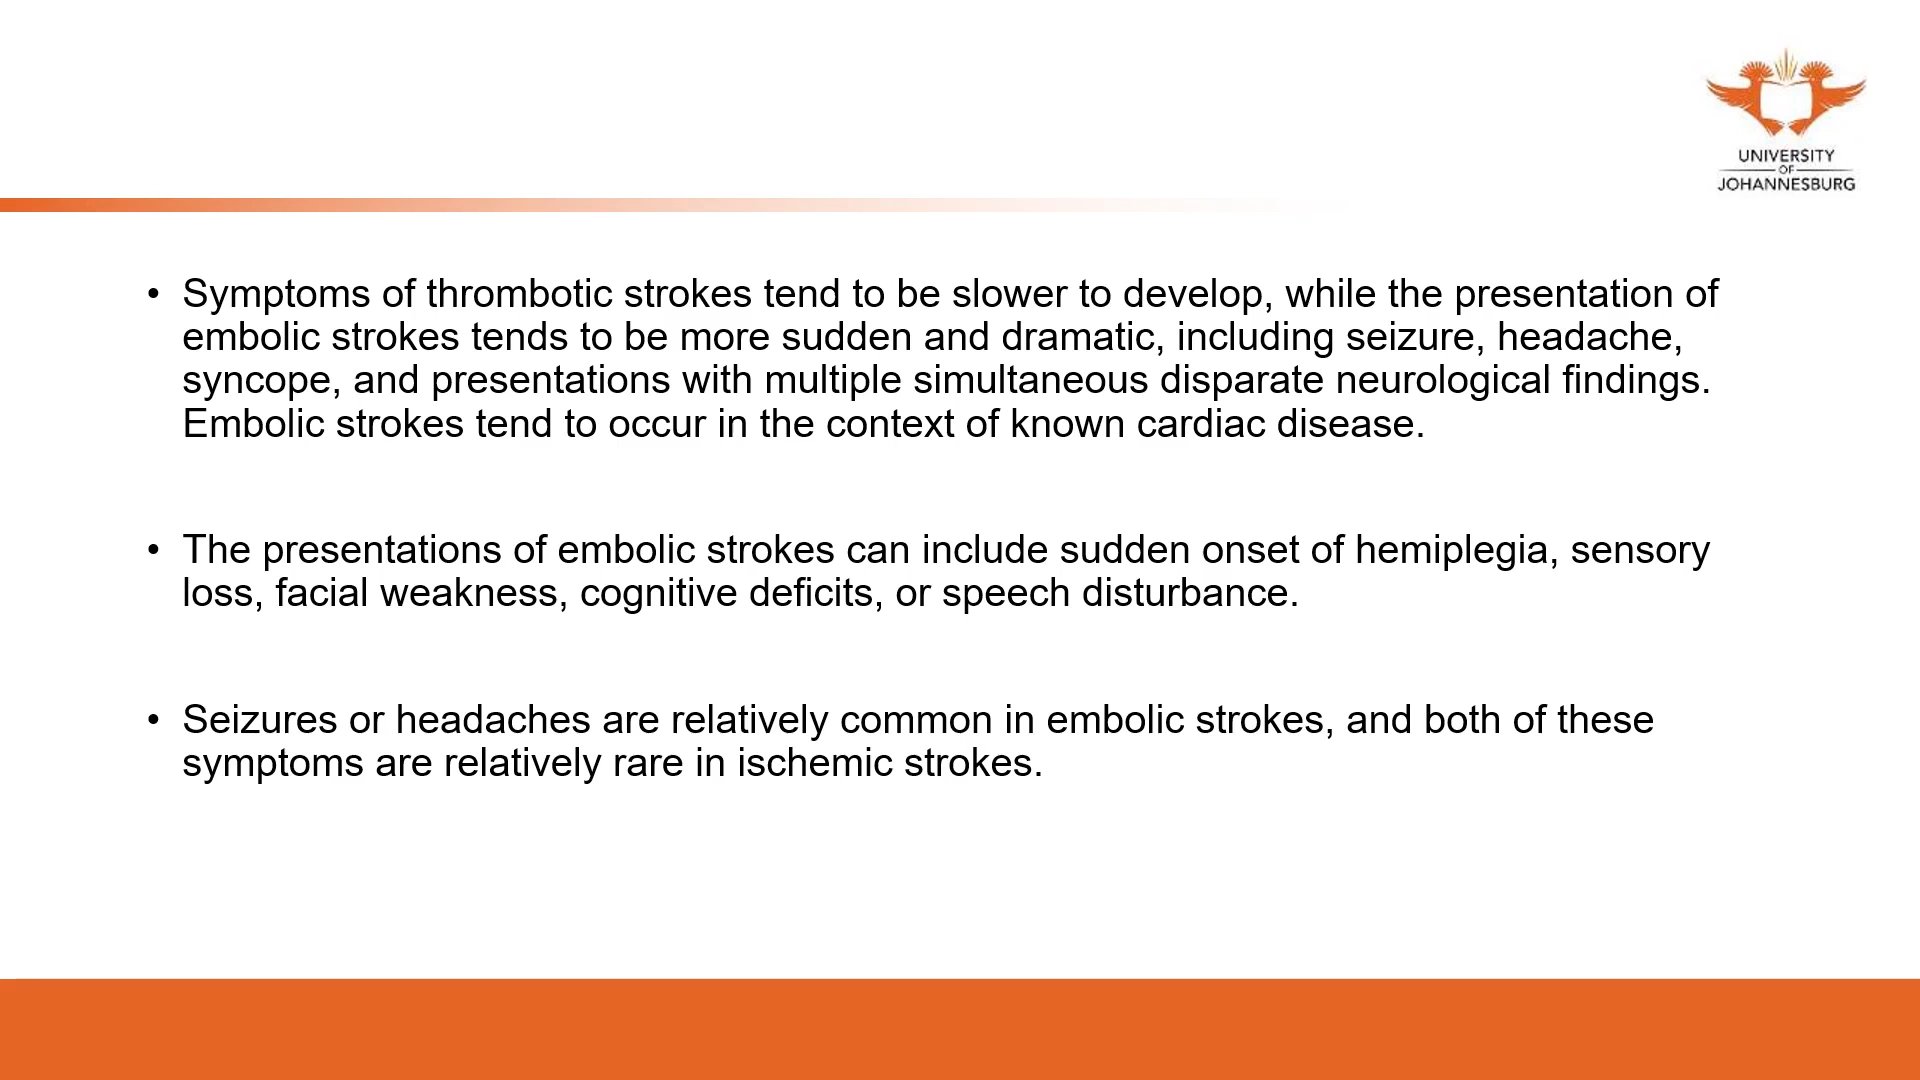 UNIVERSITY
OF
JOHANNESBURG
• Symptoms of thrombotic strokes tend to be slower to develop, while the presentation of
embolic strokes tends to be more sudden and dramatic, including seizure, headache,
syncope, and presentations with multiple simultaneous disparate neurological findings.
Embolic strokes tend to occur in the context of known cardiac disease.
• The presentations of embolic strokes can include sudden onset of hemiplegia, sensory
loss, facial weakness, cognitive deficits, or speech disturbance.
• Seizures or headaches are relatively common in embolic strokes, and both of these
symptoms are relatively rare in ischemic strokes.